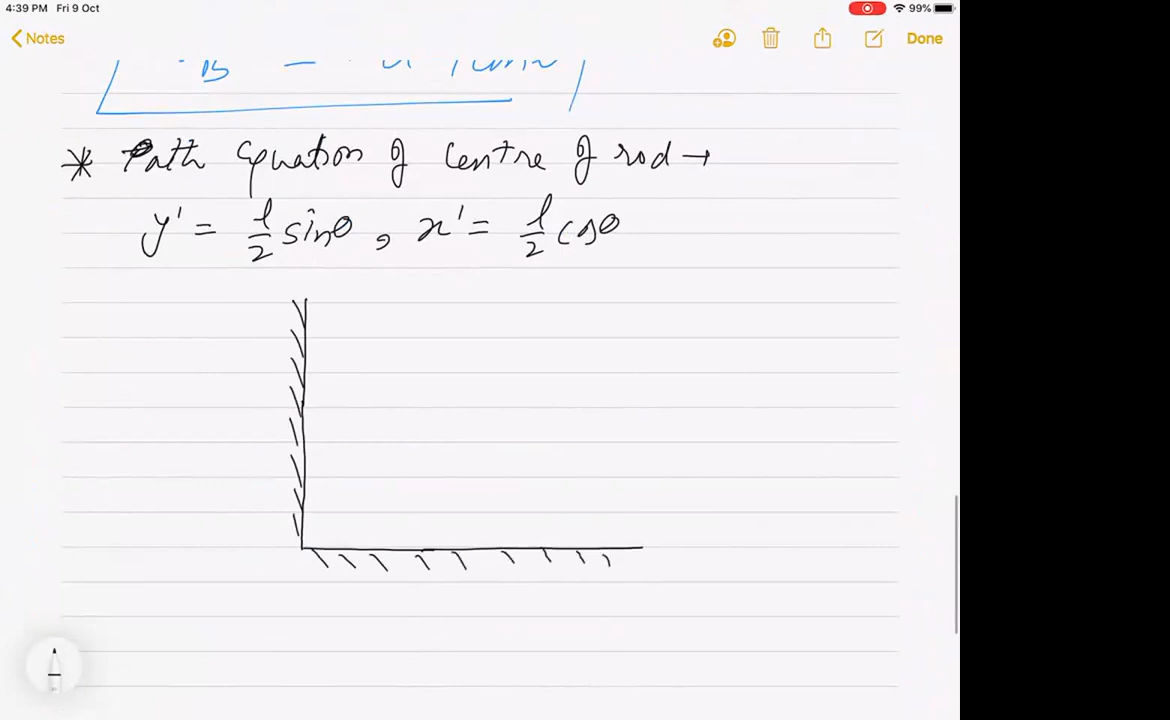 4:39 PM Fri 9 Oct
99%
Notes
Done
* Path Equation of Centre of rod →
y' = l/2 sinθ, x' = l/2 cosθ